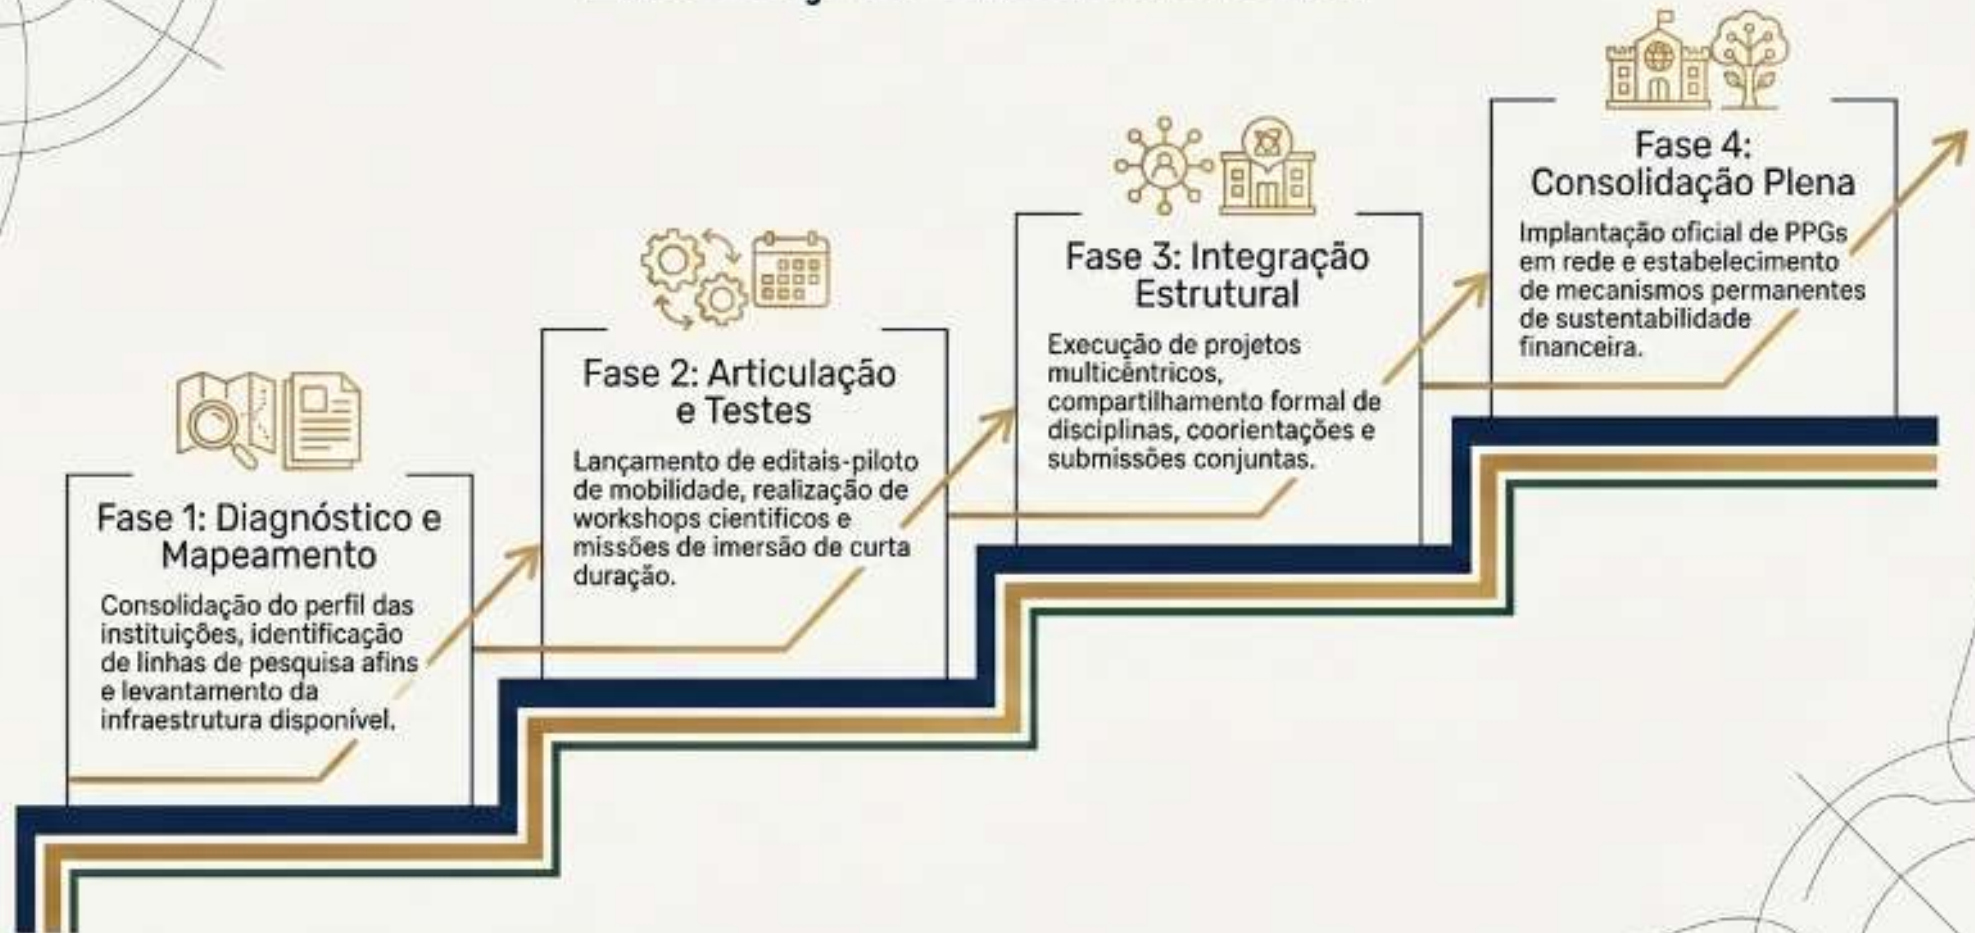 Fase 1: Diagnóstico e
Mapeamento
Consolidação do perfil das
instituições, identificação
de linhas de pesquisa afins
e levantamento da
infraestrutura disponível.
Fase 2: Articulação
e Testes
Lançamento de editais-piloto
de mobilidade, realização de
workshops científicos e
missões de imersão de curta
duração.
Fase 3: Integração
Estrutural
Execução de projetos
multicêntricos,
compartilhamento formal de
disciplinas, coorientações e
submissões conjuntas.
Fase 4:
Consolidação Plena
Implantação oficial de PPGs
em rede e estabelecimento
de mecanismos permanentes
de sustentabilidade
financeira.